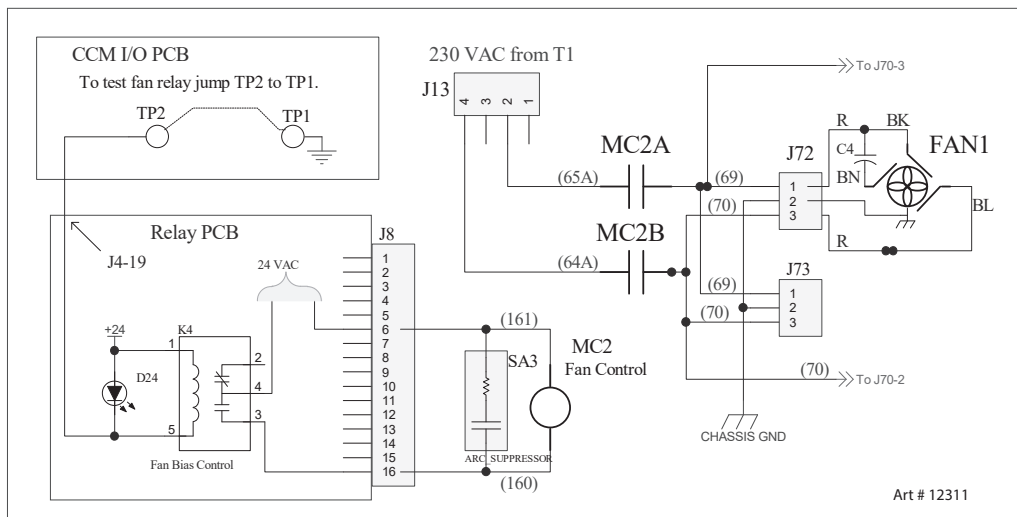 CCM I/O PCB
To test fan relay jump TP2 to TP1.
TP2
TP1
J4-19
230 VAC from T1
J13
4
3
2
1
MC2A
(65A)
(69)
(70)
MC2B
(64A)
To J70-3
J72
1
2
3
R
BK
C4
BN
FAN1
BL
R
J73
(69)
1
2
(70)
3
(70)
To J70-2
CHASSIS GND
Relay PCB
J8
24 VAC
1
2
3
4
5
6
7
8
9
10
11
12
13
14
15
16
+24
K4
1
2
D24
4
3
5
Fan Bias Control
(161)
SA3
MC2
Fan Control
ARC_SUPPRESSOR
(160)
Art # 12311